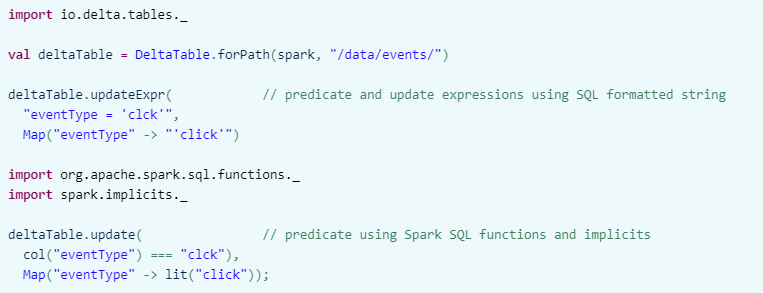 import io.delta.tables._
val deltaTable = DeltaTable.forPath(spark, "/data/events/")
deltaTable.updateExpr(            // predicate and update expressions using SQL formatted string
  "eventType = 'clck'",
  Map("eventType" -> "'click'")
import org.apache.spark.sql.functions._
import spark.implicits._
deltaTable.update(                // predicate using Spark SQL functions and implicits
  col("eventType") === "clck"),
  Map("eventType" -> lit("click"));